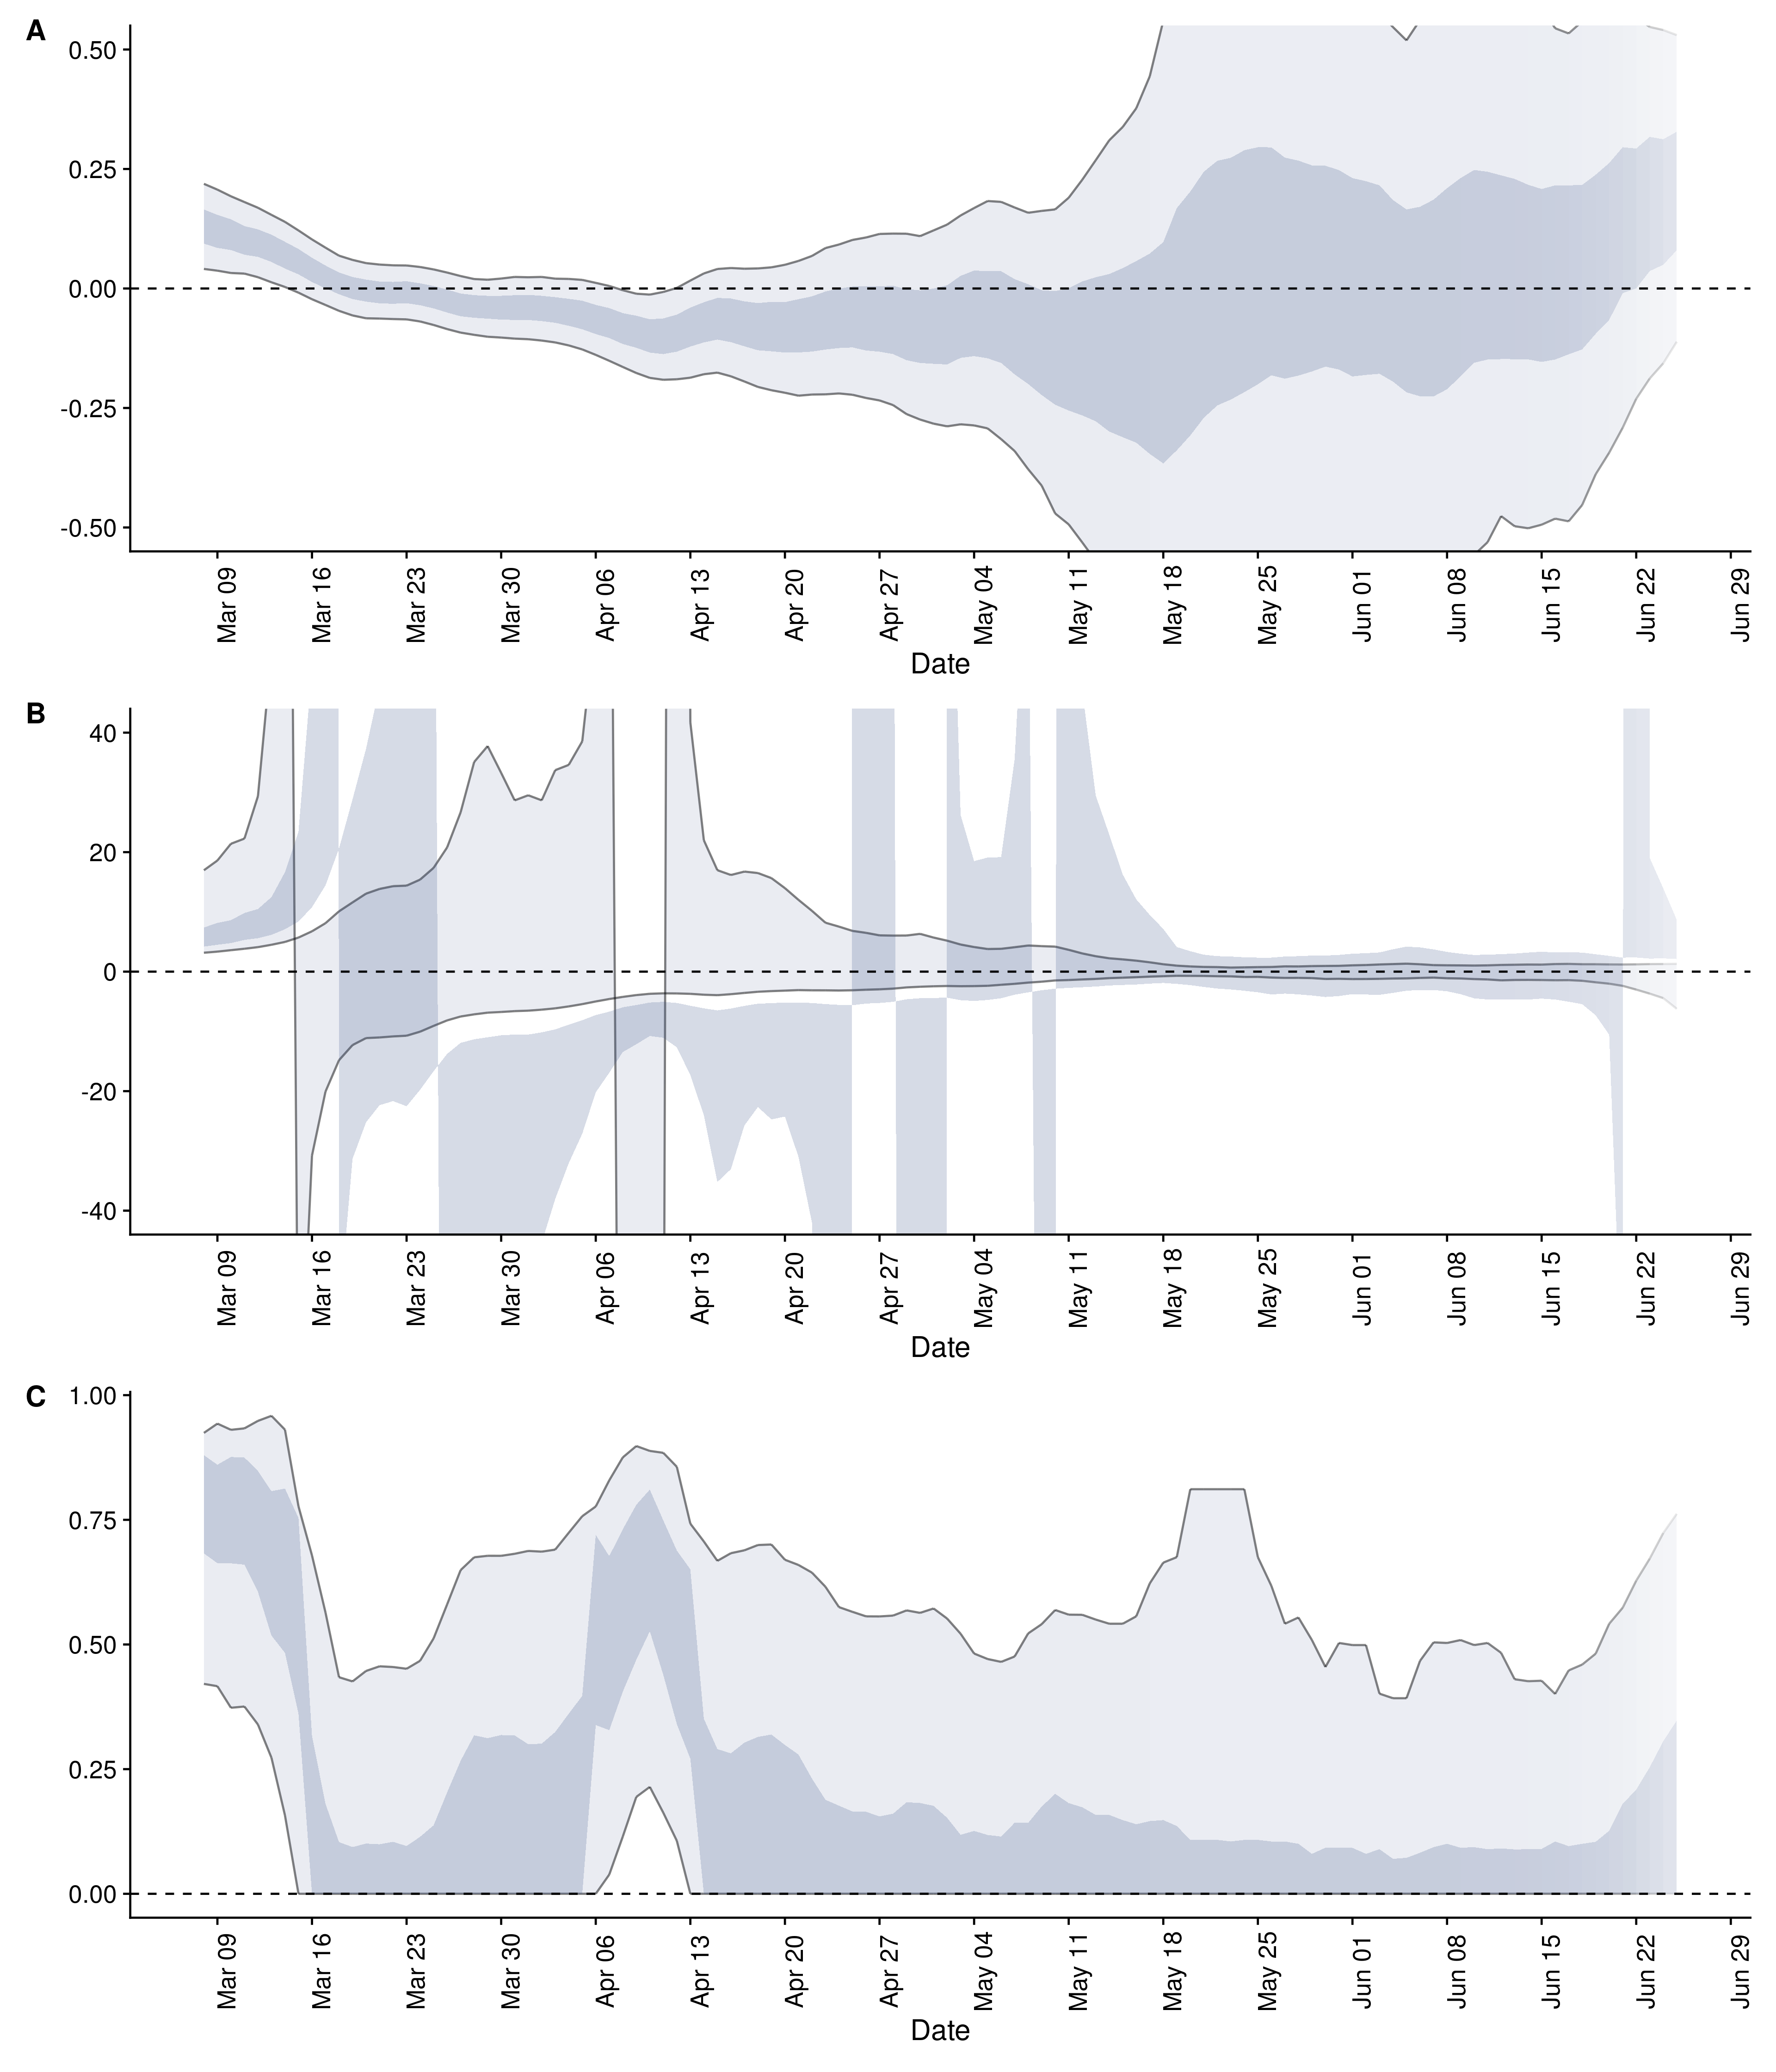 A
0.50
0.25
0.00
-0.25
-0.50
Mar 09
Mar 16
Mar 23
Mar 30
Apr 06
Apr 13
Apr 20
Apr 27
May 04
May 11
May 18
May 25
Jun 01
Jun 08
Jun 15
Jun 22
Jun 29
Date
B
40
20
0
-20
-40
Mar 09
Mar 16
Mar 23
Mar 30
Apr 06
Apr 13
Apr 20
Apr 27
May 04
May 11
May 18
May 25
Jun 01
Jun 08
Jun 15
Jun 22
Jun 29
Date
C
1.00
0.75
0.50
0.25
0.00
Mar 09
Mar 16
Mar 23
Mar 30
Apr 06
Apr 13
Apr 20
Apr 27
May 04
May 11
May 18
May 25
Jun 01
Jun 08
Jun 15
Jun 22
Jun 29
Date